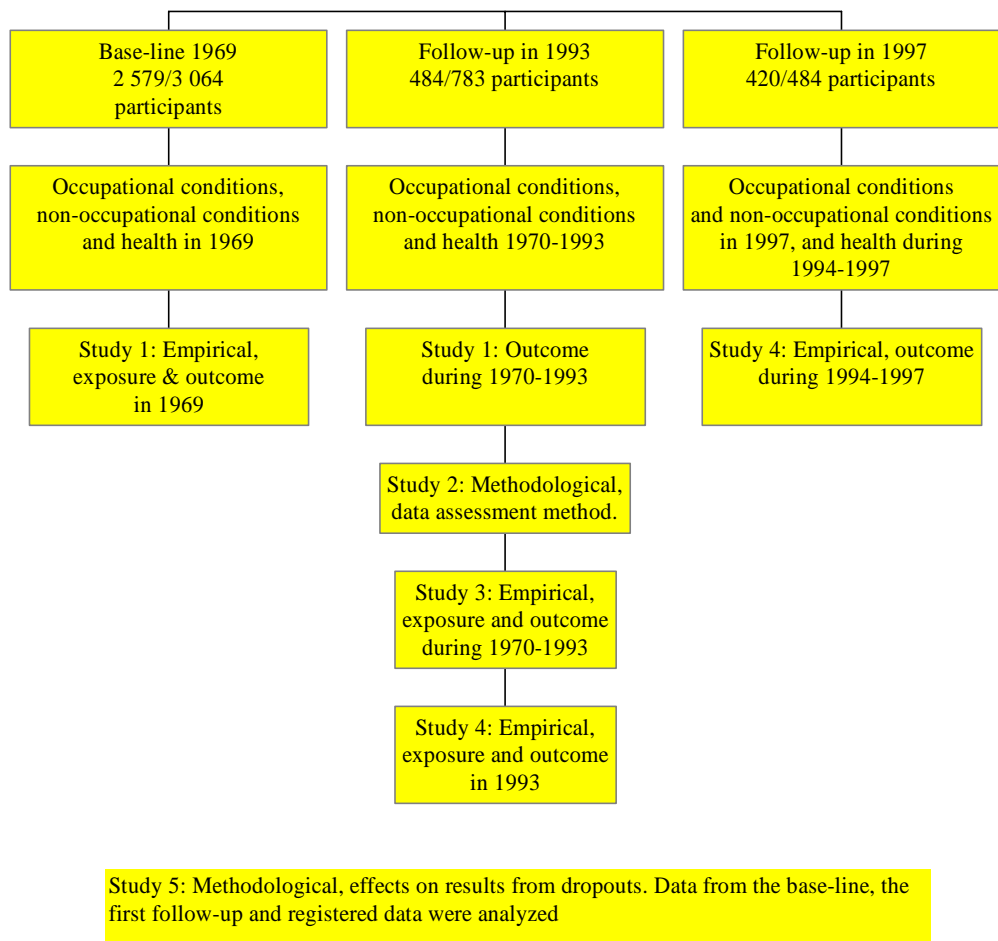 Base-line 1969
2 579/3 064
participants
Follow-up in 1993
484/783 participants
Follow-up in 1997
420/484 participants
Occupational conditions,
non-occupational conditions
and health in 1969
Occupational conditions,
non-occupational conditions
and health 1970-1993
Occupational conditions
and non-occupational conditions
in 1997, and health during
1994-1997
Study 1: Empirical,
exposure & outcome
in 1969
Study 1: Outcome
during 1970-1993
Study 4: Empirical, outcome
during 1994-1997
Study 2: Methodological,
data assessment method.
Study 3: Empirical,
exposure and outcome
during 1970-1993
Study 4: Empirical,
exposure and outcome
in 1993
Study 5: Methodological, effects on results from dropouts. Data from the base-line, the
first follow-up and registered data were analyzed